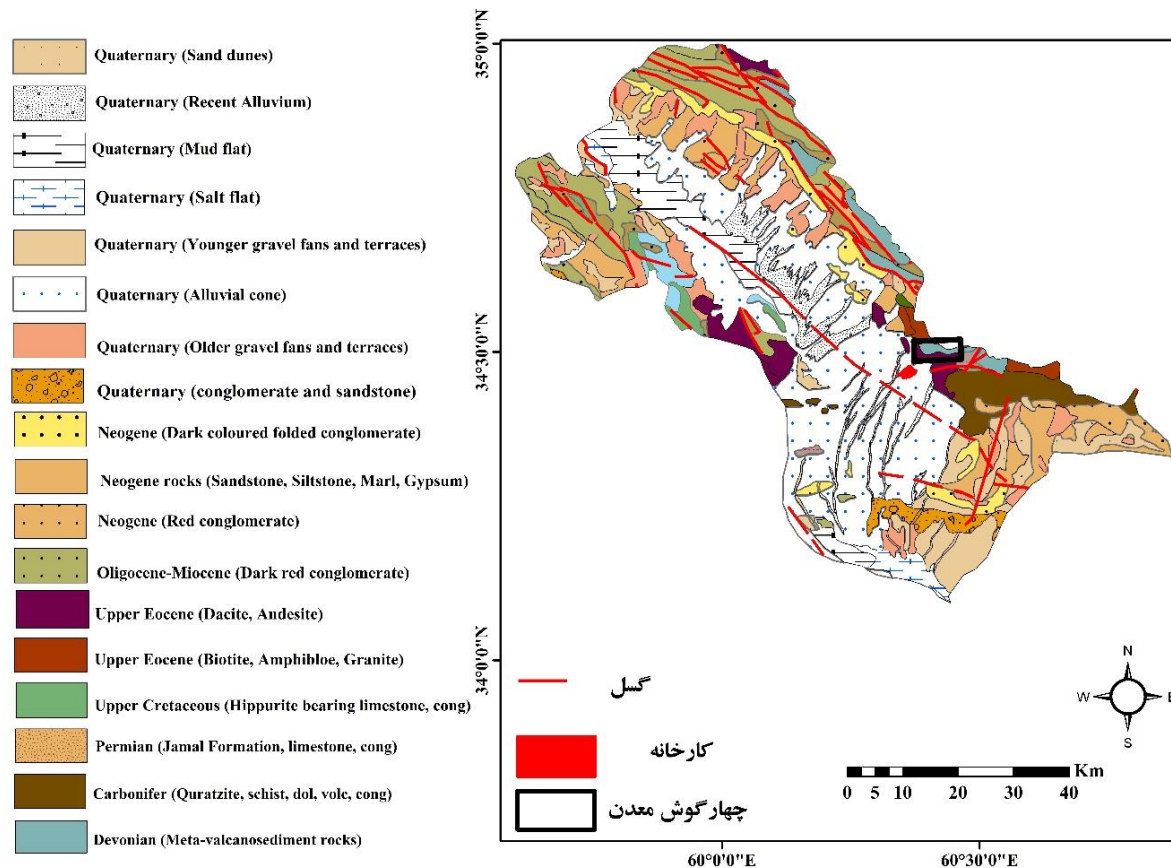 Quaternary (Sand dunes)
Quaternary (Recent Alluvium)
Quaternary (Mud flat)
Quaternary (Salt flat)
Quaternary (Younger gravel fans and terraces)
Quaternary (Alluvial cone)
Quaternary (Older gravel fans and terraces)
Quaternary (conglomerate and sandstone)
Neogene (Dark coloured folded conglomerate)
Neogene rocks (Sandstone, Siltstone, Marl, Gypsum)
Neogene (Red conglomerate)
Oligocene-Miocene (Dark red conglomerate)
Upper Eocene (Dacite, Andesite)
Upper Eocene (Biotite, Amphibloe, Granite)
Upper Cretaceous (Hippurite bearing limestone, cong)
Permian (Jamal Formation, limestone, cong)
Carbonifer (Quratzite, schist, dol, volc, cong)
Devonian (Meta-valcanosediment rocks)
35°0'0"N
34°30'0"N
34°0'0"N
گسل
کارخانه
چهارگوش معدن
N
W E
S
Km
0 5 10 20 30 40
60°0'0"E 60°30'0"E